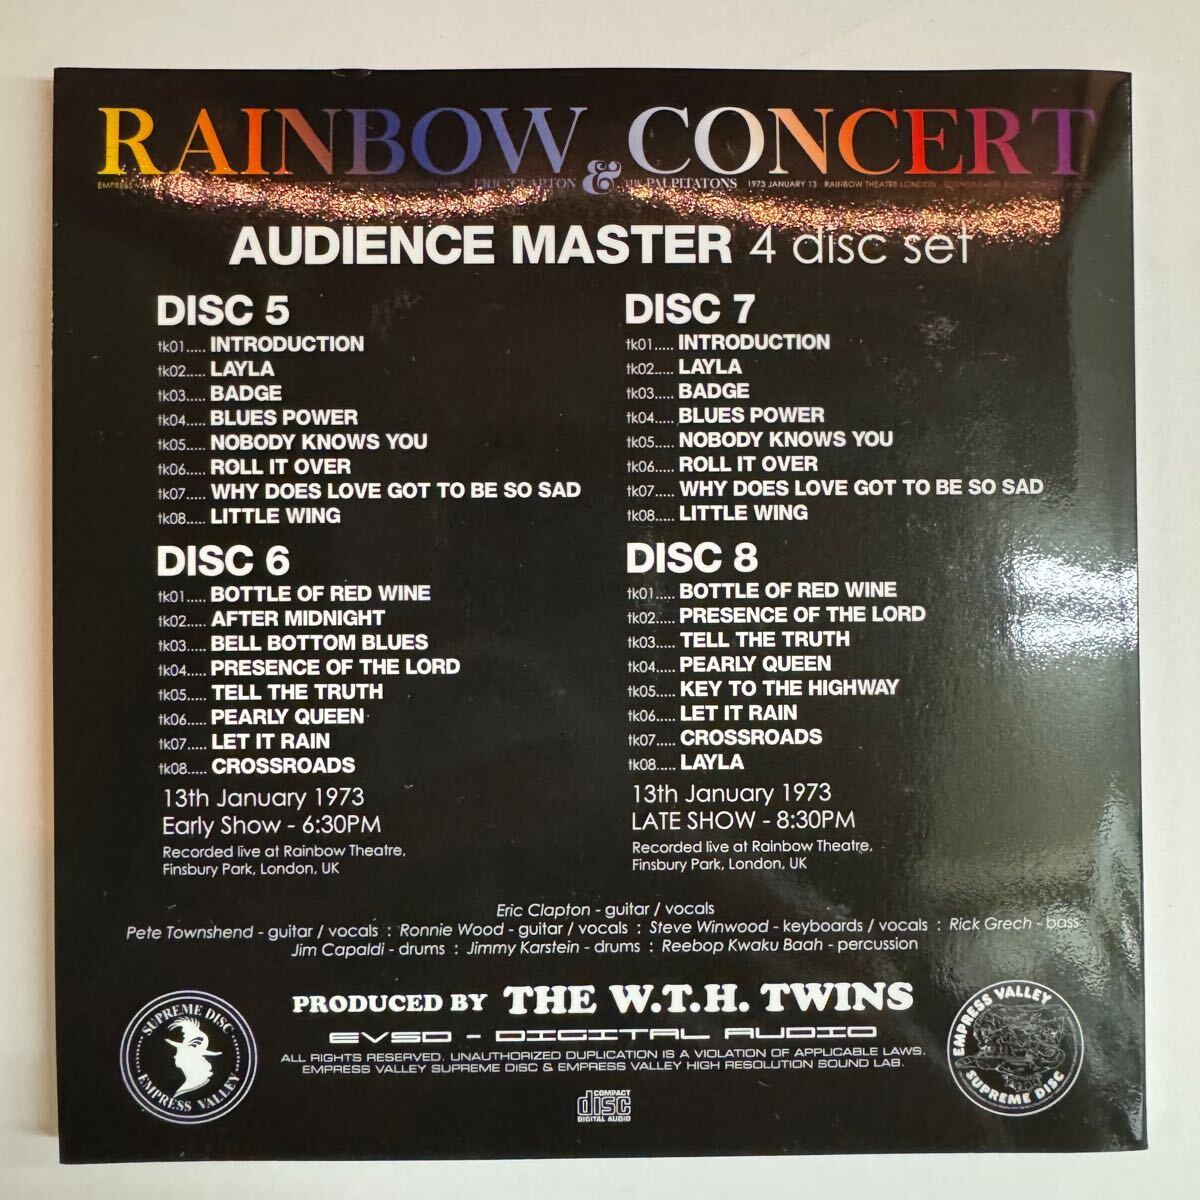 RAINBOW CONCERT
EMPRESS
ERIC CLAPTON & THE PALPITATONS 1973 JANUARY 13 - RAINBOW THEATRE LONDON
AUDIENCE MASTER 4 disc set
DISC 5
tk01..... INTRODUCTION
tk02..... LAYLA
tk03..... BADGE
tk04..... BLUES POWER
tk05..... NOBODY KNOWS YOU
tk06..... ROLL IT OVER
tk07..... WHY DOES LOVE GOT TO BE SO SAD
tk08..... LITTLE WING
DISC 6
tk01..... BOTTLE OF RED WINE
tk02..... AFTER MIDNIGHT
tk03..... BELL BOTTOM BLUES
tk04..... PRESENCE OF THE LORD
tk05..... TELL THE TRUTH
tk06..... PEARLY QUEEN
tk07..... LET IT RAIN
tk08..... CROSSROADS
13th January 1973
Early Show - 6:30PM
Recorded live at Rainbow Theatre,
Finsbury Park, London, UK
DISC 7
tk01..... INTRODUCTION
tk02..... LAYLA
tk03..... BADGE
tk04..... BLUES POWER
tk05..... NOBODY KNOWS YOU
tk06..... ROLL IT OVER
tk07..... WHY DOES LOVE GOT TO BE SO SAD
tk08..... LITTLE WING
DISC 8
tk01..... BOTTLE OF RED WINE
tk02..... PRESENCE OF THE LORD
tk03..... TELL THE TRUTH
tk04..... PEARLY QUEEN
tk05..... KEY TO THE HIGHWAY
tk06..... LET IT RAIN
tk07..... CROSSROADS
tk08..... LAYLA
13th January 1973
LATE SHOW - 8:30PM
Recorded live at Rainbow Theatre,
Finsbury Park, London, UK
Eric Clapton - guitar / vocals
Pete Townshend - guitar / vocals : Ronnie Wood - guitar / vocals : Steve Winwood - keyboards / vocals : Rick Grech - bass
Jim Capaldi - drums : Jimmy Karstein - drums : Reebop Kwaku Baah - percussion
PRODUCED BY THE W.T.H. TWINS
EVSD - DIGITAL AUDIO
ALL RIGHTS RESERVED. UNAUTHORIZED DUPLICATION IS A VIOLATION OF APPLICABLE LAWS.
EMPRESS VALLEY SUPREME DISC & EMPRESS VALLEY HIGH RESOLUTION SOUND LAB.
SUPREME DISC
EMPRESS VALLEY
EMPRESS VALLEY
SUPREME DISC
COMPACT
disc
DIGITAL AUDIO